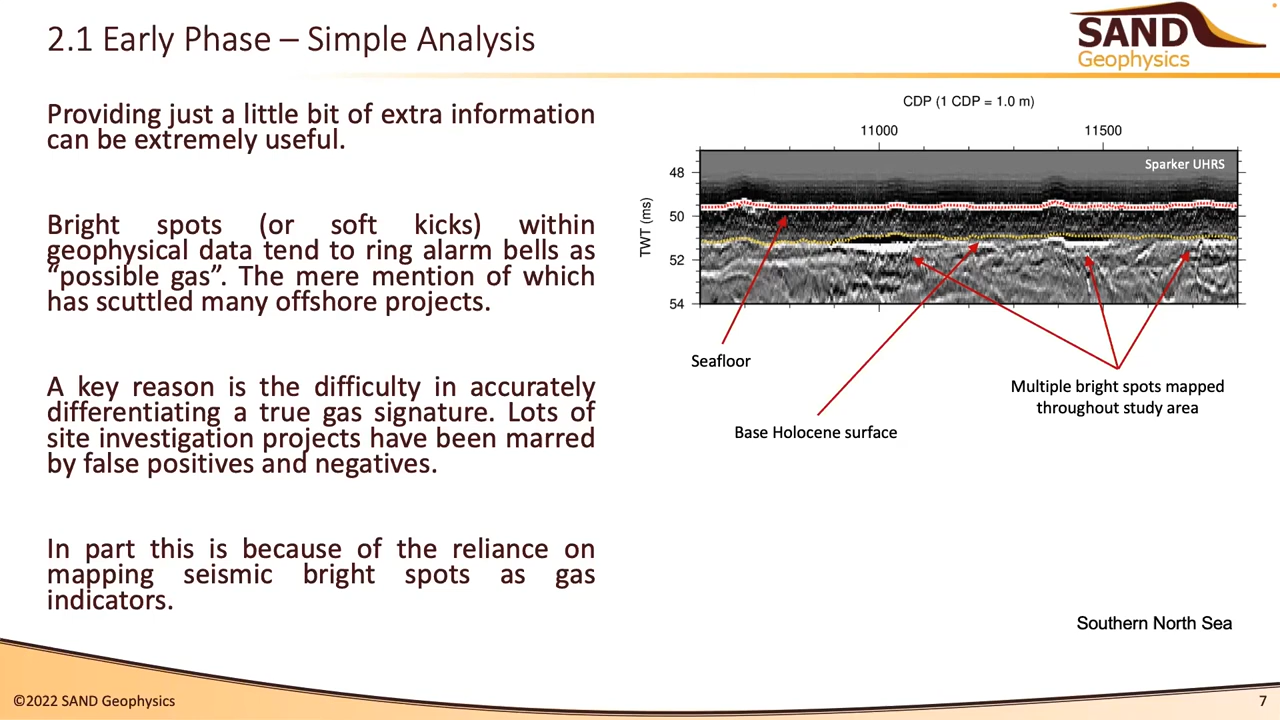 2.1 Early Phase – Simple Analysis
SAND
Geophysics
Providing just a little bit of extra information
can be extremely useful.
Bright spots (or soft kicks) within
geophysical data tend to ring alarm bells as
“possible gas”. The mere mention of which
has scuttled many offshore projects.
A key reason is the difficulty in accurately
differentiating a true gas signature. Lots of
site investigation projects have been marred
by false positives and negatives.
In part this is because of the reliance on
mapping seismic bright spots as gas
indicators.
CDP (1 CDP = 1.0 m)
11000 11500
Sparker UHRS
TWT (ms)
48
50
52
54
Seafloor
Base Holocene surface
Multiple bright spots mapped
throughout study area
Southern North Sea
©2022 SAND Geophysics
7